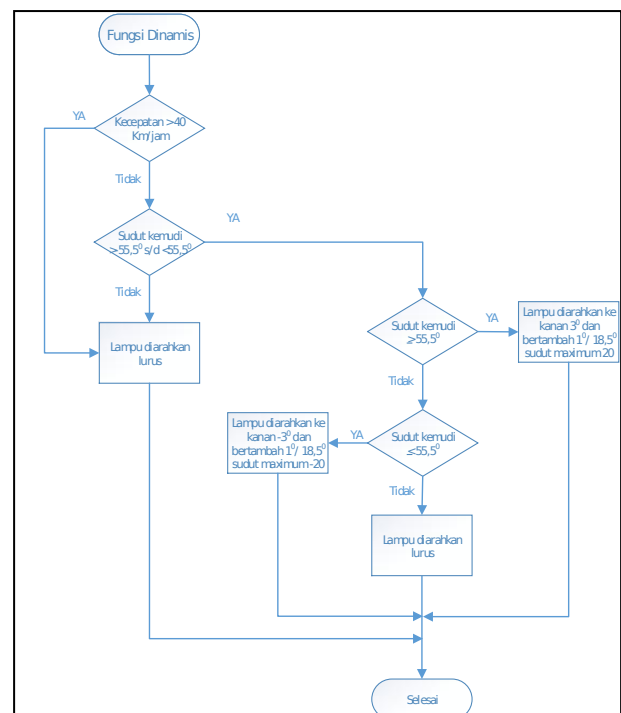 Fungsi Dinamis
YA
Kecepatan >40
Km/jam
Tidak
YA
Sudut kemudi
>-55,5⁰ s/d <55,5⁰
Tidak
Lampu diarahkan
lurus
Sudut kemudi
≥55,5⁰
YA
Lampu diarahkan ke
kanan 3⁰ dan
bertambah 1⁰/ 18,5⁰
sudut maximum 20
Tidak
Lampu diarahkan ke
kanan -3⁰ dan
bertambah 1⁰/ 18,5⁰
sudut maximum -20
YA
Sudut kemudi
≤-55,5⁰
Tidak
Lampu diarahkan
lurus
Selesai